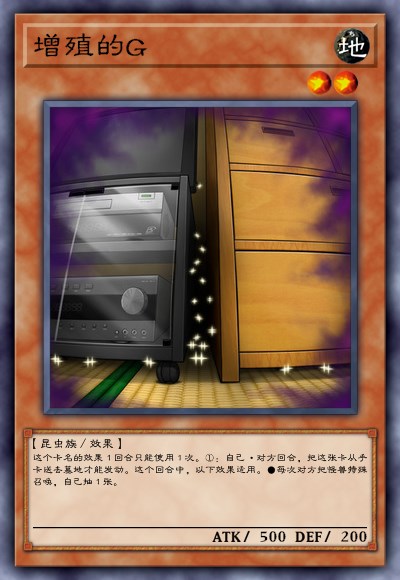 增殖的G
地
【昆虫族/效果】
这个卡名的效果1回合只能使用1次。①:自己·对方回合,把这张卡从手
卡送去墓地才能发动。这个回合中,以下效果适用。●每次对方把怪兽特殊
召唤,自己抽1张。
ATK/ 500 DEF/ 200